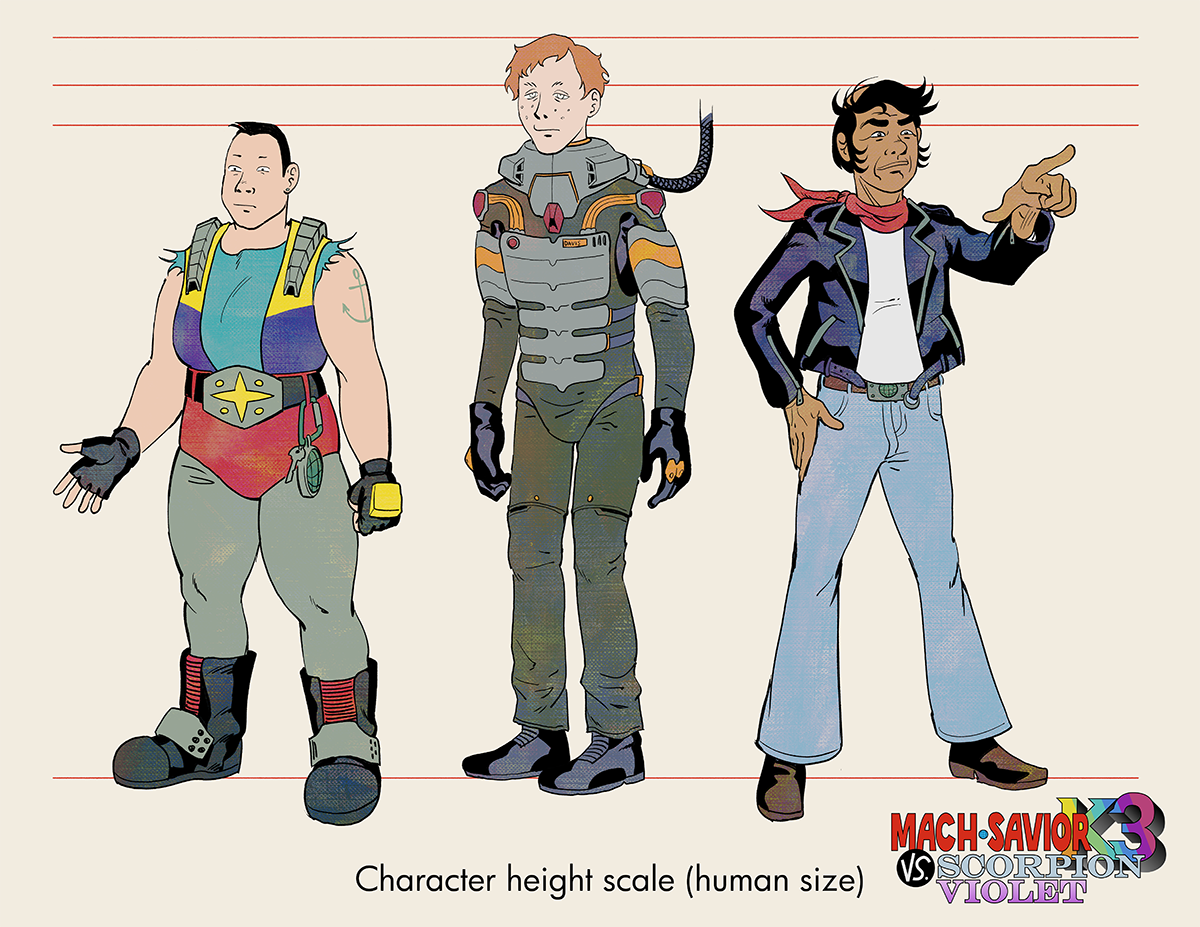 DAVIS
Character height scale (human size)
MACH·SAVIOR K3
VS. SCORPION
VIOLET